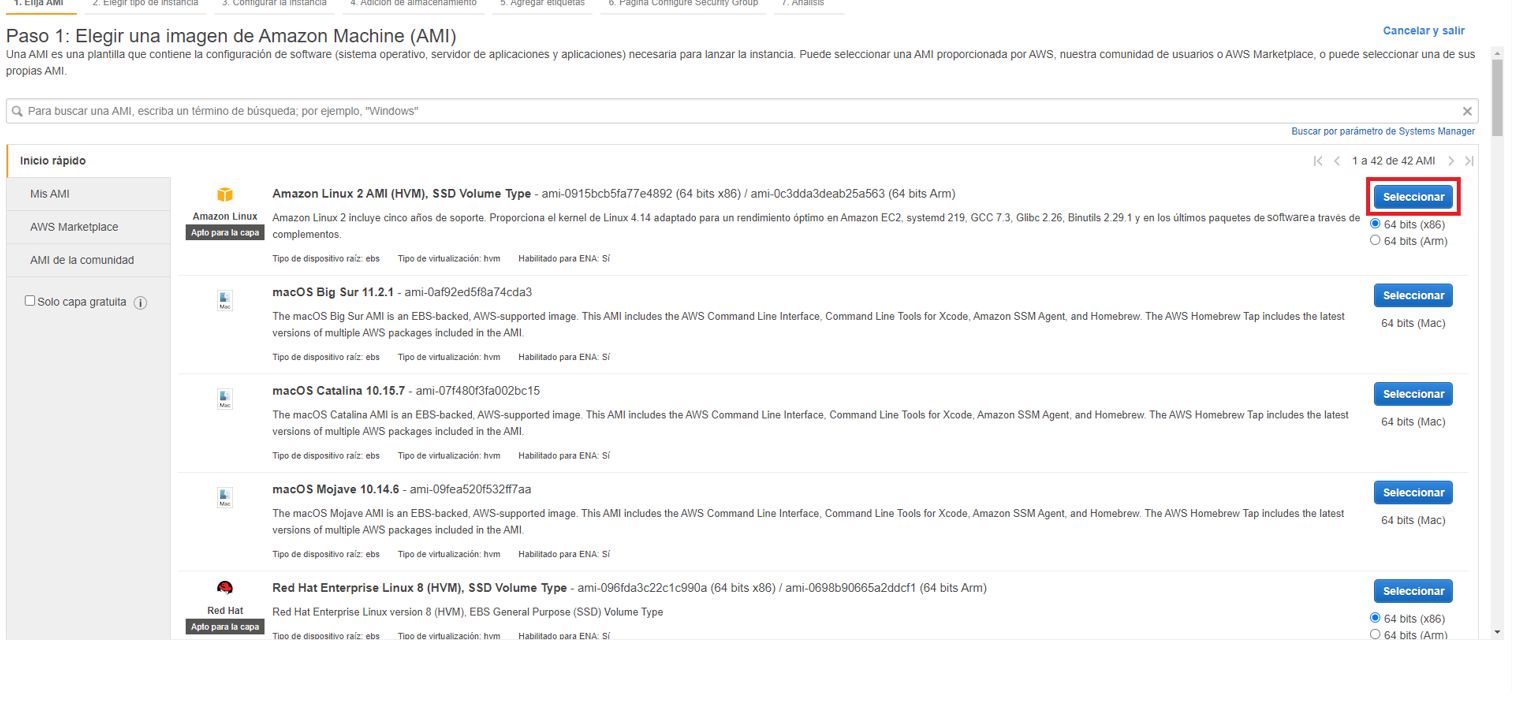 1. Elija AMI 2. Elegir tipo de instancia 3. Configurar la instancia 4. Adición de almacenamiento 5. Agregar etiquetas 6. Página Configure Security Group 7. Análisis
Paso 1: Elegir una imagen de Amazon Machine (AMI)
Cancelar y salir
Una AMI es una plantilla que contiene la configuración de software (sistema operativo, servidor de aplicaciones y aplicaciones) necesaria para lanzar la instancia. Puede seleccionar una AMI proporcionada por AWS, nuestra comunidad de usuarios o AWS Marketplace, o puede seleccionar una de sus
propias AMI.
Para buscar una AMI, escriba un término de búsqueda; por ejemplo, "Windows"
Buscar por parámetro de Systems Manager
Inicio rápido
1 a 42 de 42 AMI
Mis AMI
AWS Marketplace
AMI de la comunidad
Solo capa gratuita
Amazon Linux
Apto para la capa
Amazon Linux 2 AMI (HVM), SSD Volume Type - ami-0915bcb5fa77e4892 (64 bits x86) / ami-0c3dda3deab25a563 (64 bits Arm)
Amazon Linux 2 incluye cinco años de soporte. Proporciona el kernel de Linux 4.14 adaptado para un rendimiento óptimo en Amazon EC2, systemd 219, GCC 7.3, Glibc 2.26, Binutils 2.29.1 y en los últimos paquetes de software a través de
complementos.
Tipo de dispositivo raíz: ebs Tipo de virtualización: hvm Habilitado para ENA: Sí
Seleccionar
64 bits (x86)
64 bits (Arm)
Mac
macOS Big Sur 11.2.1 - ami-0af92ed5f8a74cda3
The macOS Big Sur AMI is an EBS-backed, AWS-supported image. This AMI includes the AWS Command Line Interface, Command Line Tools for Xcode, Amazon SSM Agent, and Homebrew. The AWS Homebrew Tap includes the latest
versions of multiple AWS packages included in the AMI.
Tipo de dispositivo raíz: ebs Tipo de virtualización: hvm Habilitado para ENA: Sí
Seleccionar
64 bits (Mac)
Mac
macOS Catalina 10.15.7 - ami-07f480f3fa002bc15
The macOS Catalina AMI is an EBS-backed, AWS-supported image. This AMI includes the AWS Command Line Interface, Command Line Tools for Xcode, Amazon SSM Agent, and Homebrew. The AWS Homebrew Tap includes the latest
versions of multiple AWS packages included in the AMI.
Tipo de dispositivo raíz: ebs Tipo de virtualización: hvm Habilitado para ENA: Sí
Seleccionar
64 bits (Mac)
Mac
macOS Mojave 10.14.6 - ami-09fea520f532ff7aa
The macOS Mojave AMI is an EBS-backed, AWS-supported image. This AMI includes the AWS Command Line Interface, Command Line Tools for Xcode, Amazon SSM Agent, and Homebrew. The AWS Homebrew Tap includes the latest
versions of multiple AWS packages included in the AMI.
Tipo de dispositivo raíz: ebs Tipo de virtualización: hvm Habilitado para ENA: Sí
Seleccionar
64 bits (Mac)
Red Hat
Apto para la capa
Red Hat Enterprise Linux 8 (HVM), SSD Volume Type - ami-096fda3c22c1c990a (64 bits x86) / ami-0698b90665a2ddcf1 (64 bits Arm)
Red Hat Enterprise Linux version 8 (HVM), EBS General Purpose (SSD) Volume Type
Tipo de dispositivo raíz: ebs Tipo de virtualización: hvm Habilitado para ENA: Sí
Seleccionar
64 bits (x86)
64 bits (Arm)